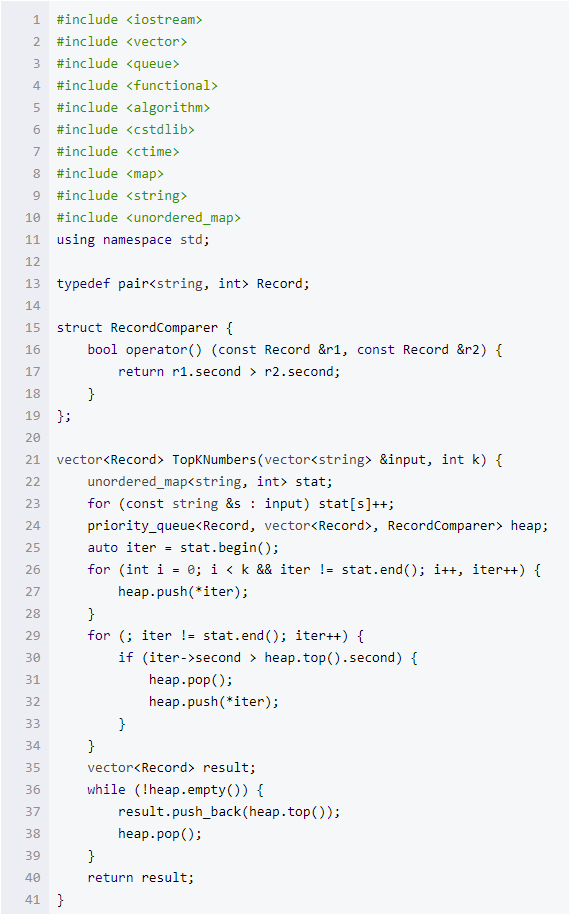 1 #include <iostream>
2 #include <vector>
3 #include <queue>
4 #include <functional>
5 #include <algorithm>
6 #include <cstdlib>
7 #include <ctime>
8 #include <map>
9 #include <string>
10 #include <unordered_map>
11 using namespace std;
12
13 typedef pair<string, int> Record;
14
15 struct RecordComparer {
16     bool operator() (const Record &r1, const Record &r2) {
17         return r1.second > r2.second;
18     }
19 };
20
21 vector<Record> TopKNumbers(vector<string> &input, int k) {
22     unordered_map<string, int> stat;
23     for (const string &s : input) stat[s]++;
24     priority_queue<Record, vector<Record>, RecordComparer> heap;
25     auto iter = stat.begin();
26     for (int i = 0; i < k && iter != stat.end(); i++, iter++) {
27         heap.push(*iter);
28     }
29     for (; iter != stat.end(); iter++) {
30         if (iter->second > heap.top().second) {
31             heap.pop();
32             heap.push(*iter);
33         }
34     }
35     vector<Record> result;
36     while (!heap.empty()) {
37         result.push_back(heap.top());
38         heap.pop();
39     }
40     return result;
41 }